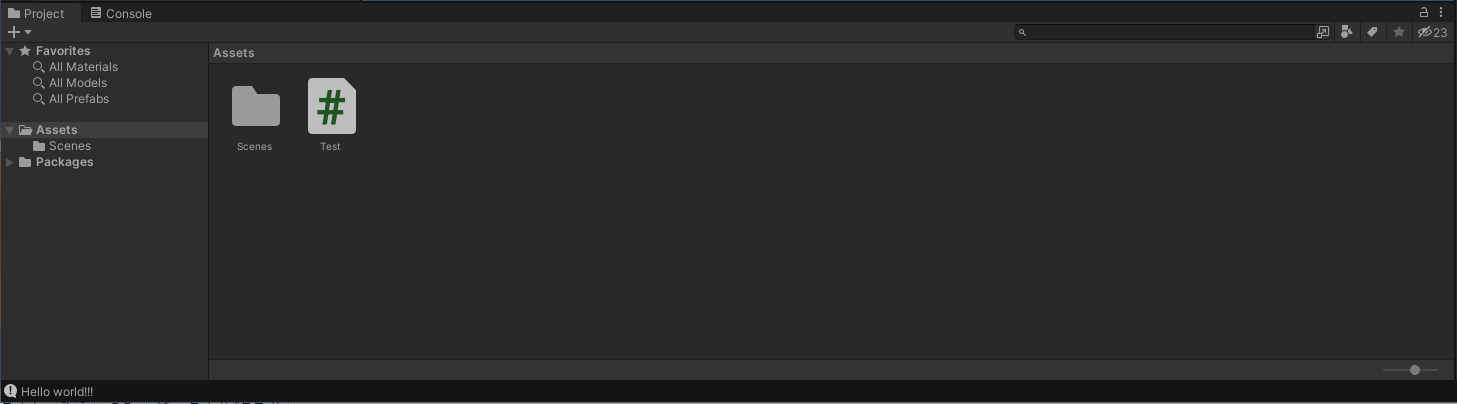 Project Console
23
Favorites
All Materials
All Models
All Prefabs
Assets
Scenes
Packages
Assets
Scenes
#
Test
Hello world!!!